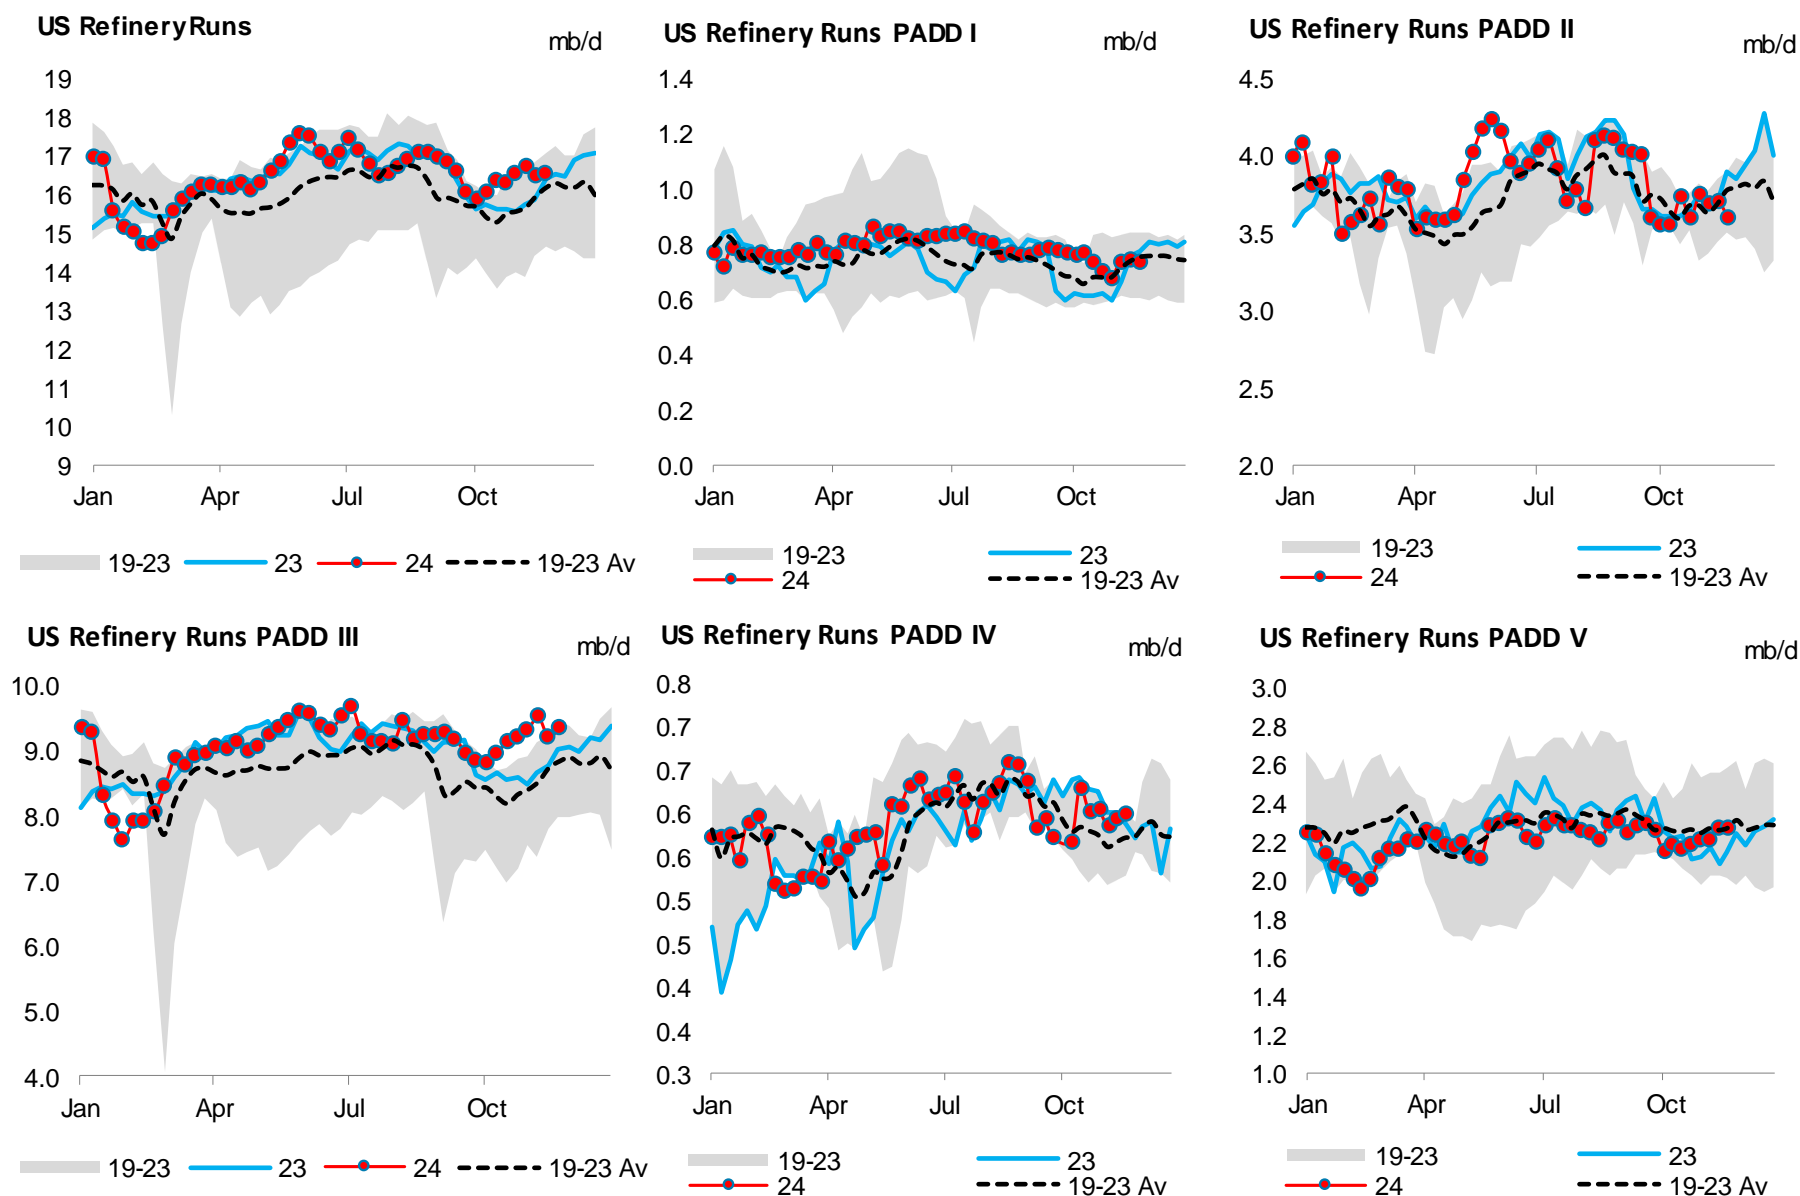 US Refinery Runs
mb/d
19
18
17
16
15
14
13
12
11
10
9
Jan Apr Jul Oct
19-23 23 24 19-23 Av
US Refinery Runs PADD I
mb/d
1.4
1.2
1.0
0.8
0.6
0.4
0.2
0.0
Jan Apr Jul Oct
19-23 23
24 19-23 Av
US Refinery Runs PADD II
mb/d
4.5
4.0
3.5
3.0
2.5
2.0
Jan Apr Jul Oct
19-23 23
24 19-23 Av
US Refinery Runs PADD III
mb/d
10.0
9.0
8.0
7.0
6.0
5.0
4.0
Jan Apr Jul Oct
19-23 23 24 19-23 Av
US Refinery Runs PADD IV
mb/d
0.8
0.7
0.7
0.6
0.6
0.5
0.5
0.4
0.4
0.3
Jan Apr Jul Oct
19-23 23
24 19-23 Av
US Refinery Runs PADD V
mb/d
3.0
2.8
2.6
2.4
2.2
2.0
1.8
1.6
1.4
1.2
1.0
Jan Apr Jul Oct
19-23 23
24 19-23 Av